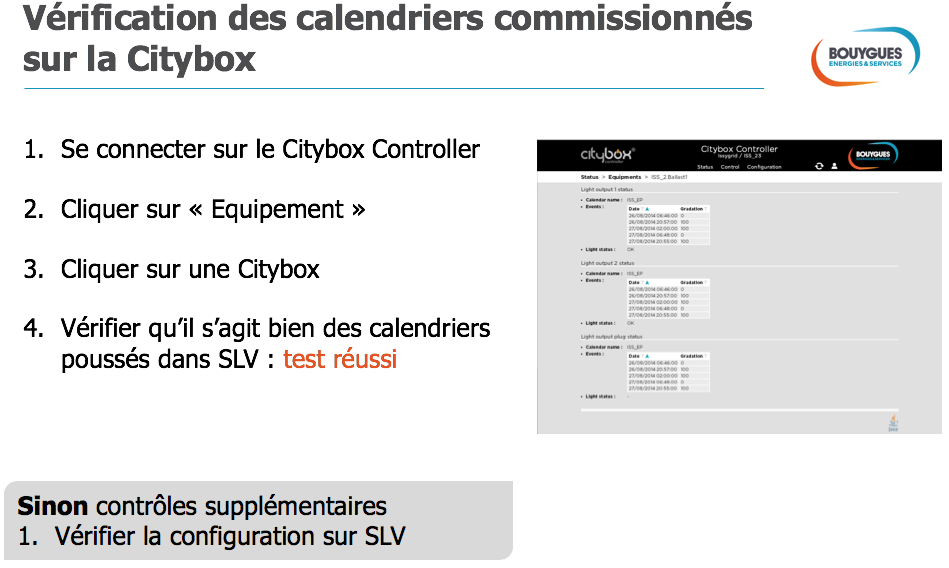 Vérification des calendriers commissionnés
sur la Citybox
BOUYGUES
ENERGIES & SERVICES
1. Se connecter sur le Citybox Controller
2. Cliquer sur « Equipement »
3. Cliquer sur une Citybox
4. Vérifier qu’il s’agit bien des calendriers
poussés dans SLV : test réussi
Sinon contrôles supplémentaires
1. Vérifier la configuration sur SLV
citybox®
controller
Citybox Controller
Issygrid / ISS_23
Status Control Configuration
BOUYGUES
Status > Equipments > ISS_2.Ballast1
Light output 1 status
• Calendar name : ISS_EP
• Events :
Date Gradation
26/08/2014 06:46:00 0
26/08/2014 20:57:00 100
27/08/2014 02:00:00 100
27/08/2014 06:48:00 0
27/08/2014 20:55:00 100
• Light status : OK
Light output 2 status
• Calendar name : ISS_EP
• Events :
Date Gradation
26/08/2014 06:46:00 0
26/08/2014 20:57:00 100
27/08/2014 02:00:00 100
27/08/2014 06:48:00 0
27/08/2014 20:55:00 100
• Light status : OK
Light output plug status
• Calendar name : ISS_EP
• Events :
Date Gradation
26/08/2014 06:46:00 0
26/08/2014 20:57:00 100
27/08/2014 02:00:00 100
27/08/2014 06:48:00 0
27/08/2014 20:55:00 100
• Light status : -